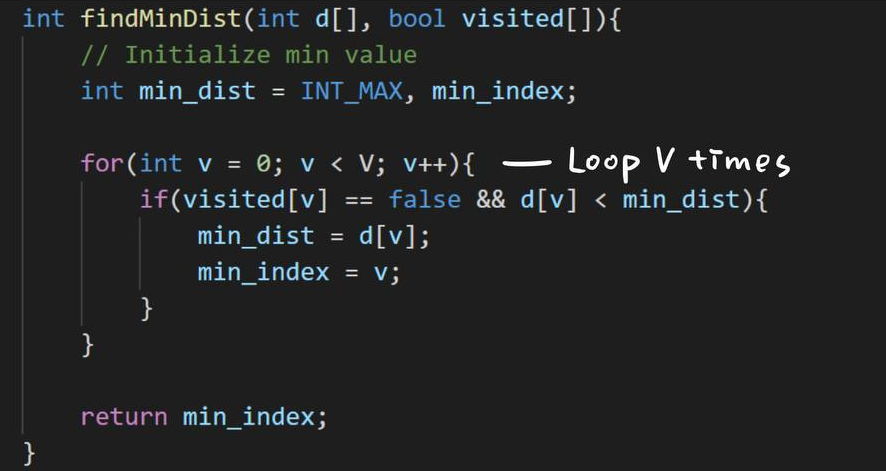 int findMinDist(int d[], bool visited[]){
// Initialize min value
int min_dist = INT_MAX, min_index;
for(int v = 0; v < V; v++){ — Loop V times
if(visited[v] == false && d[v] < min_dist){
min_dist = d[v];
min_index = v;
}
}
return min_index;
}